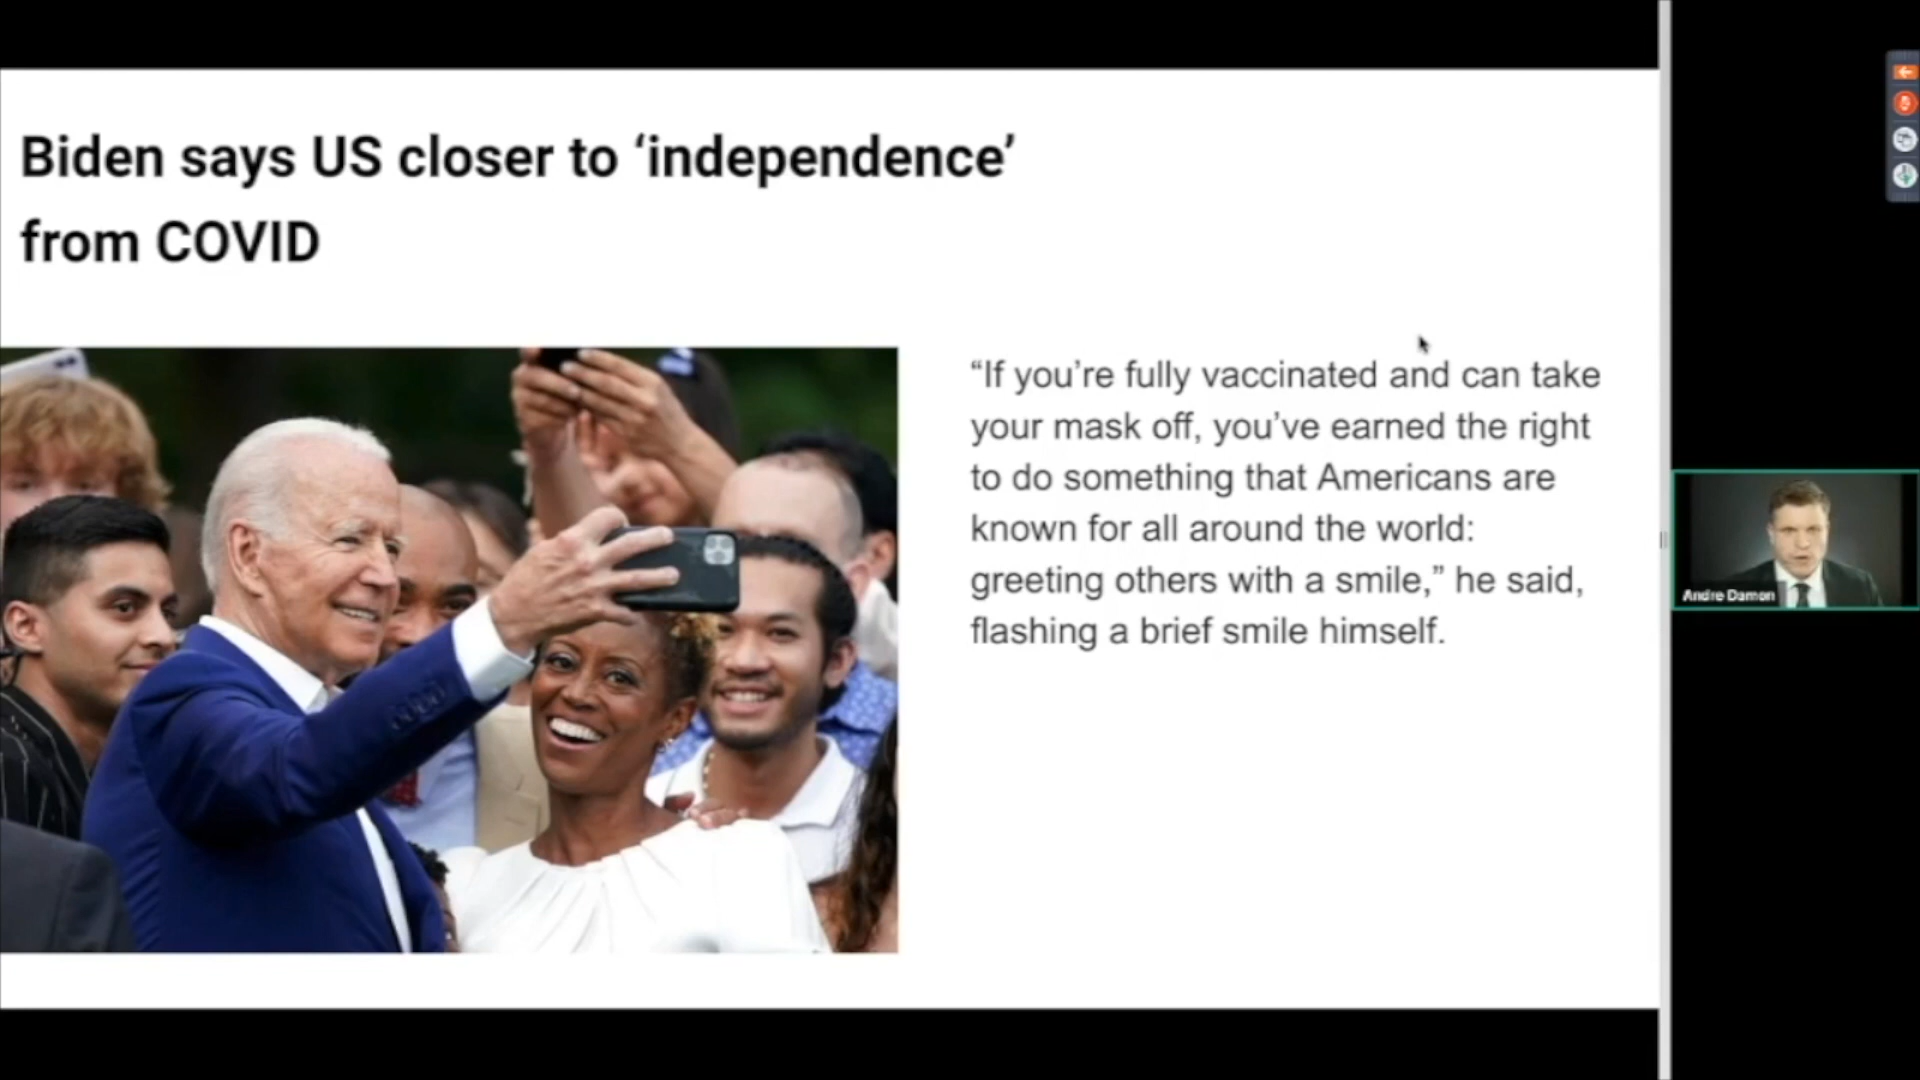 Biden says US closer to ‘independence’
from COVID
“If you’re fully vaccinated and can take
your mask off, you’ve earned the right
to do something that Americans are
known for all around the world:
greeting others with a smile,” he said,
flashing a brief smile himself.
Andre Damon